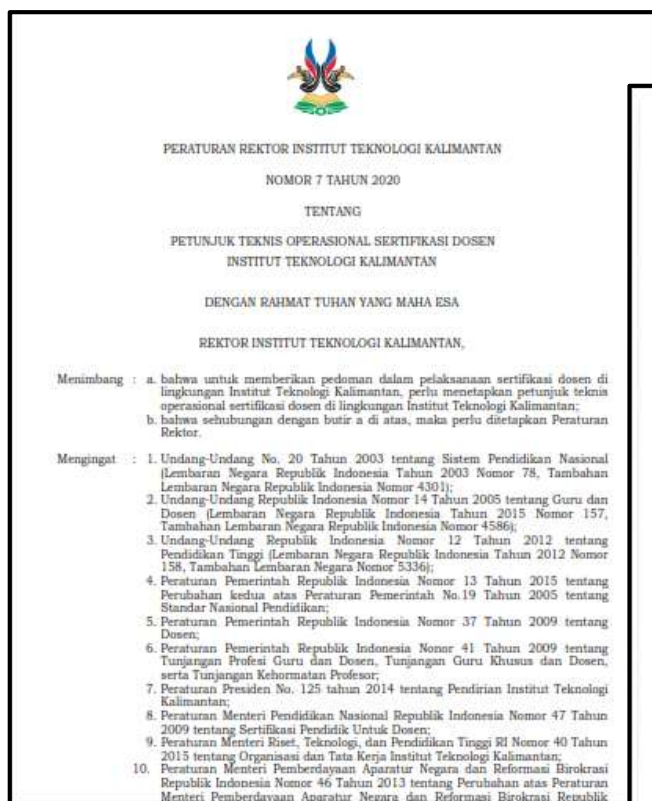 PERATURAN REKTOR INSTITUT TEKNOLOGI KALIMANTAN
NOMOR 7 TAHUN 2020
TENTANG
PETUNJUK TEKNIS OPERASIONAL SERTIFIKASI DOSEN
INSTITUT TEKNOLOGI KALIMANTAN
DENGAN RAHMAT TUHAN YANG MAHA ESA
REKTOR INSTITUT TEKNOLOGI KALIMANTAN,
Menimbang : a. bahwa untuk memberikan pedoman dalam pelaksanaan sertifikasi dosen di
lingkungan Institut Teknologi Kalimantan, perlu menetapkan petunjuk teknis
operasional sertifikasi dosen di lingkungan Institut Teknologi Kalimantan;
b. bahwa sehubungan dengan butir a di atas, maka perlu ditetapkan Peraturan
Rektor.
Mengingat : 1. Undang-Undang No. 20 Tahun 2003 tentang Sistem Pendidikan Nasional
(Lembaran Negara Republik Indonesia Tahun 2003 Nomor 78, Tambahan
Lembaran Negara Republik Indonesia Nomor 4301);
2. Undang-Undang Republik Indonesia Nomor 14 Tahun 2005 tentang Guru dan
Dosen (Lembaran Negara Republik Indonesia Tahun 2015 Nomor 157,
Tambahan Lembaran Negara Republik Indonesia Nomor 4586);
3. Undang-Undang Republik Indonesia Nomor 12 Tahun 2012 tentang
Pendidikan Tinggi (Lembaran Negara Republik Indonesia Tahun 2012 Nomor
158, Tambahan Lembaran Negara Nomor 5336);
4. Peraturan Pemerintah Republik Indonesia Nomor 13 Tahun 2015 tentang
Perubahan kedua atas Peraturan Pemerintah No.19 Tahun 2005 tentang
Standar Nasional Pendidikan;
5. Peraturan Pemerintah Republik Indonesia Nomor 37 Tahun 2009 tentang
Dosen;
6. Peraturan Pemerintah Republik Indonesia Nonor 41 Tahun 2009 tentang
Tunjangan Profesi Guru dan Dosen, Tunjangan Guru Khusus dan Dosen,
serta Tunjangan Kehormatan Profesor;
7. Peraturan Presiden No. 125 tahun 2014 tentang Pendirian Institut Teknologi
Kalimantan;
8. Peraturan Menteri Pendidikan Nasional Republik Indonesia Nomor 47 Tahun
2009 tentang Sertifikasi Pendidik Untuk Dosen;
9. Peraturan Menteri Riset, Teknologi, dan Pendidikan Tinggi RI Nomor 40 Tahun
2015 tentang Organisasi dan Tata Kerja Institut Teknologi Kalimantan;
10. Peraturan Menteri Pemberdayaan Aparatur Negara dan Reformasi Birokrasi
Republik Indonesia Nomor 46 Tahun 2013 tentang Perubahan atas Peraturan
Menteri Pemberdayaan Aparatur Negara dan Reformasi Birokrasi Republik